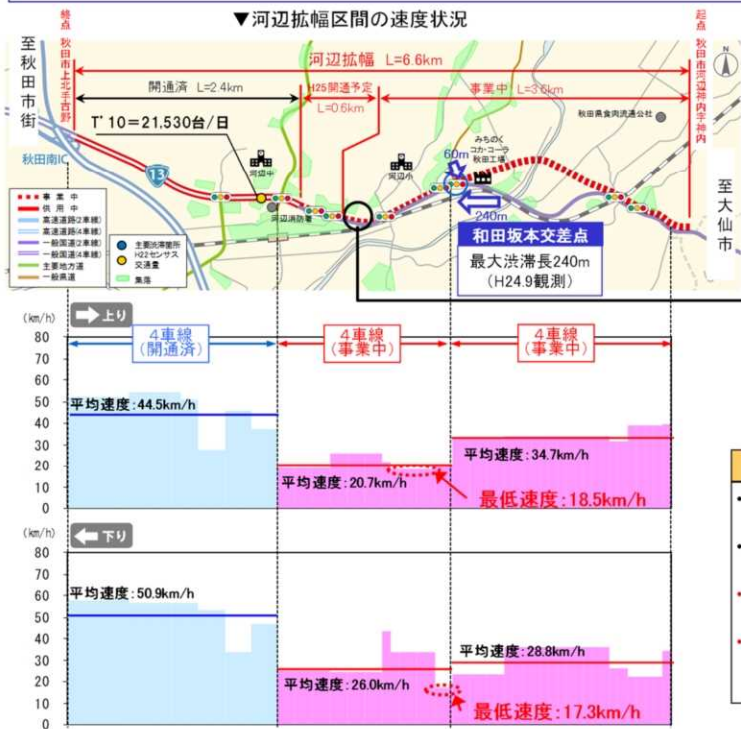 ▼河辺拡幅区間の速度状況
至秋田市街
終点 秋田市上北手古野
起点 秋田市河辺神内字神内
河辺拡幅 L=6.6km
開通済 L=2.4km
H25開通予定
L=0.6km
事業中 L=3.6km
N
T'10=21,530台/日
秋田県食肉流通公社
みちのく
コカ・コーラ
秋田工場
秋田南IC
13
河辺中
河辺小
60m
240m
河辺消防署
至大仙市
和田坂本交差点
最大渋滞長240m
(H24.9観測)
事業中
供用中
高速道路(2車線)
高速道路(4車線)
一般国道(2車線)
一般国道(4車線)
主要地方道
一般県道
主要渋滞箇所
H22センサス
交通量
集落
(km/h)
上り
80
70
60
50
40
30
20
10
0
4車線
(開通済)
4車線
(事業中)
4車線
(事業中)
平均速度:44.5km/h
平均速度:20.7km/h
平均速度:34.7km/h
最低速度:18.5km/h
(km/h)
下り
80
70
60
50
40
30
20
10
0
平均速度:50.9km/h
平均速度:26.0km/h
平均速度:28.8km/h
最低速度:17.3km/h